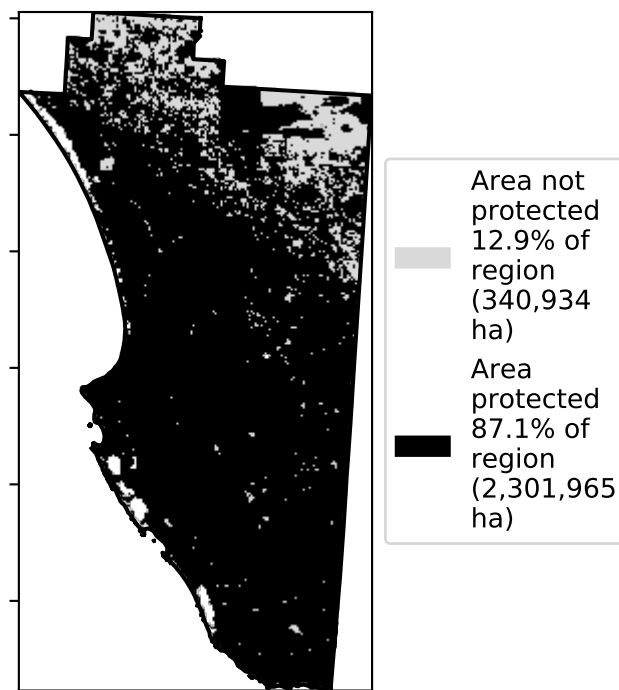 Area not
protected
12.9% of
region
(340,934
ha)
Area
protected
87.1% of
region
(2,301,965
ha)